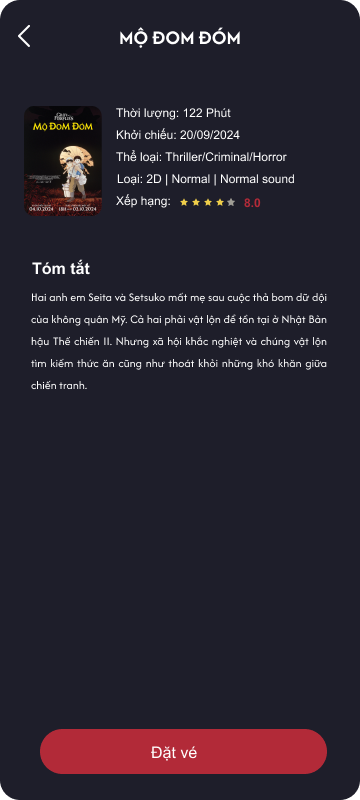 MỘ ĐOM ĐÓM
MỘ ĐOM ĐÓM
04.10.2024
03.10.2024
Thời lượng: 122 Phút
Khởi chiếu: 20/09/2024
Thể loại: Thriller/Criminal/Horror
Loại: 2D | Normal | Normal sound
Xếp hạng: 8.0
Tóm tắt
Hai anh em Seita và Setsuko mất mẹ sau cuộc thả bom dữ dội
của không quân Mỹ. Cả hai phải vật lộn để tồn tại ở Nhật Bản
hậu Thế chiến II. Nhưng xã hội khắc nghiệt và chúng vật lộn
tìm kiếm thức ăn cũng như thoát khỏi những khó khăn giữa
chiến tranh.
Đặt vé